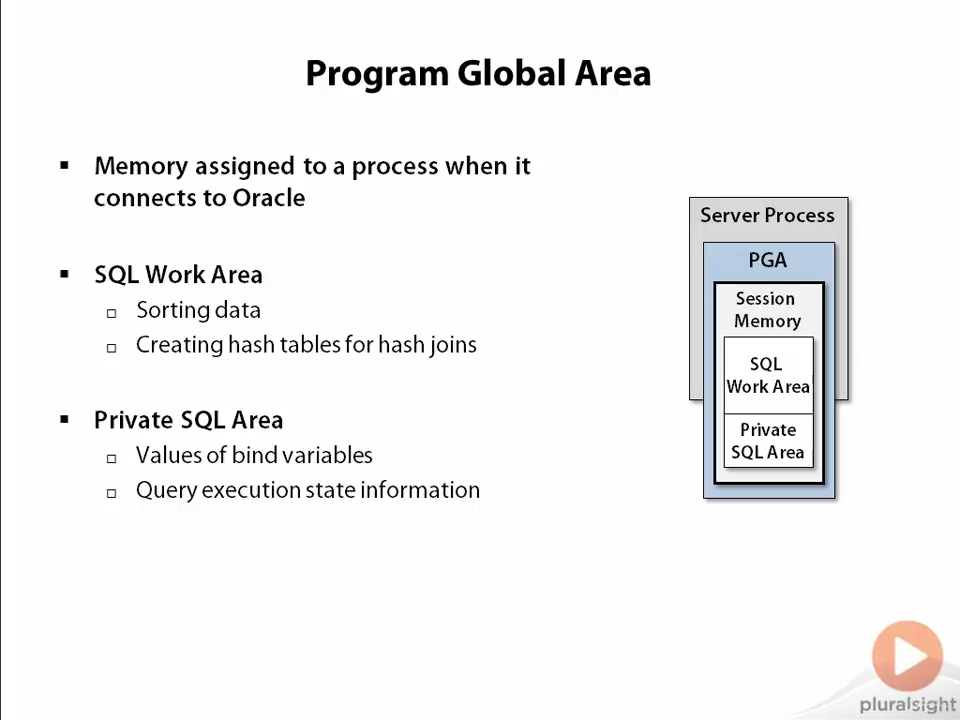 Program Global Area
▪ Memory assigned to a process when it
connects to Oracle
▪ SQL Work Area
□ Sorting data
□ Creating hash tables for hash joins
▪ Private SQL Area
□ Values of bind variables
□ Query execution state information
Server Process
PGA
Session
Memory
SQL
Work Area
Private
SQL Area
pluralsight